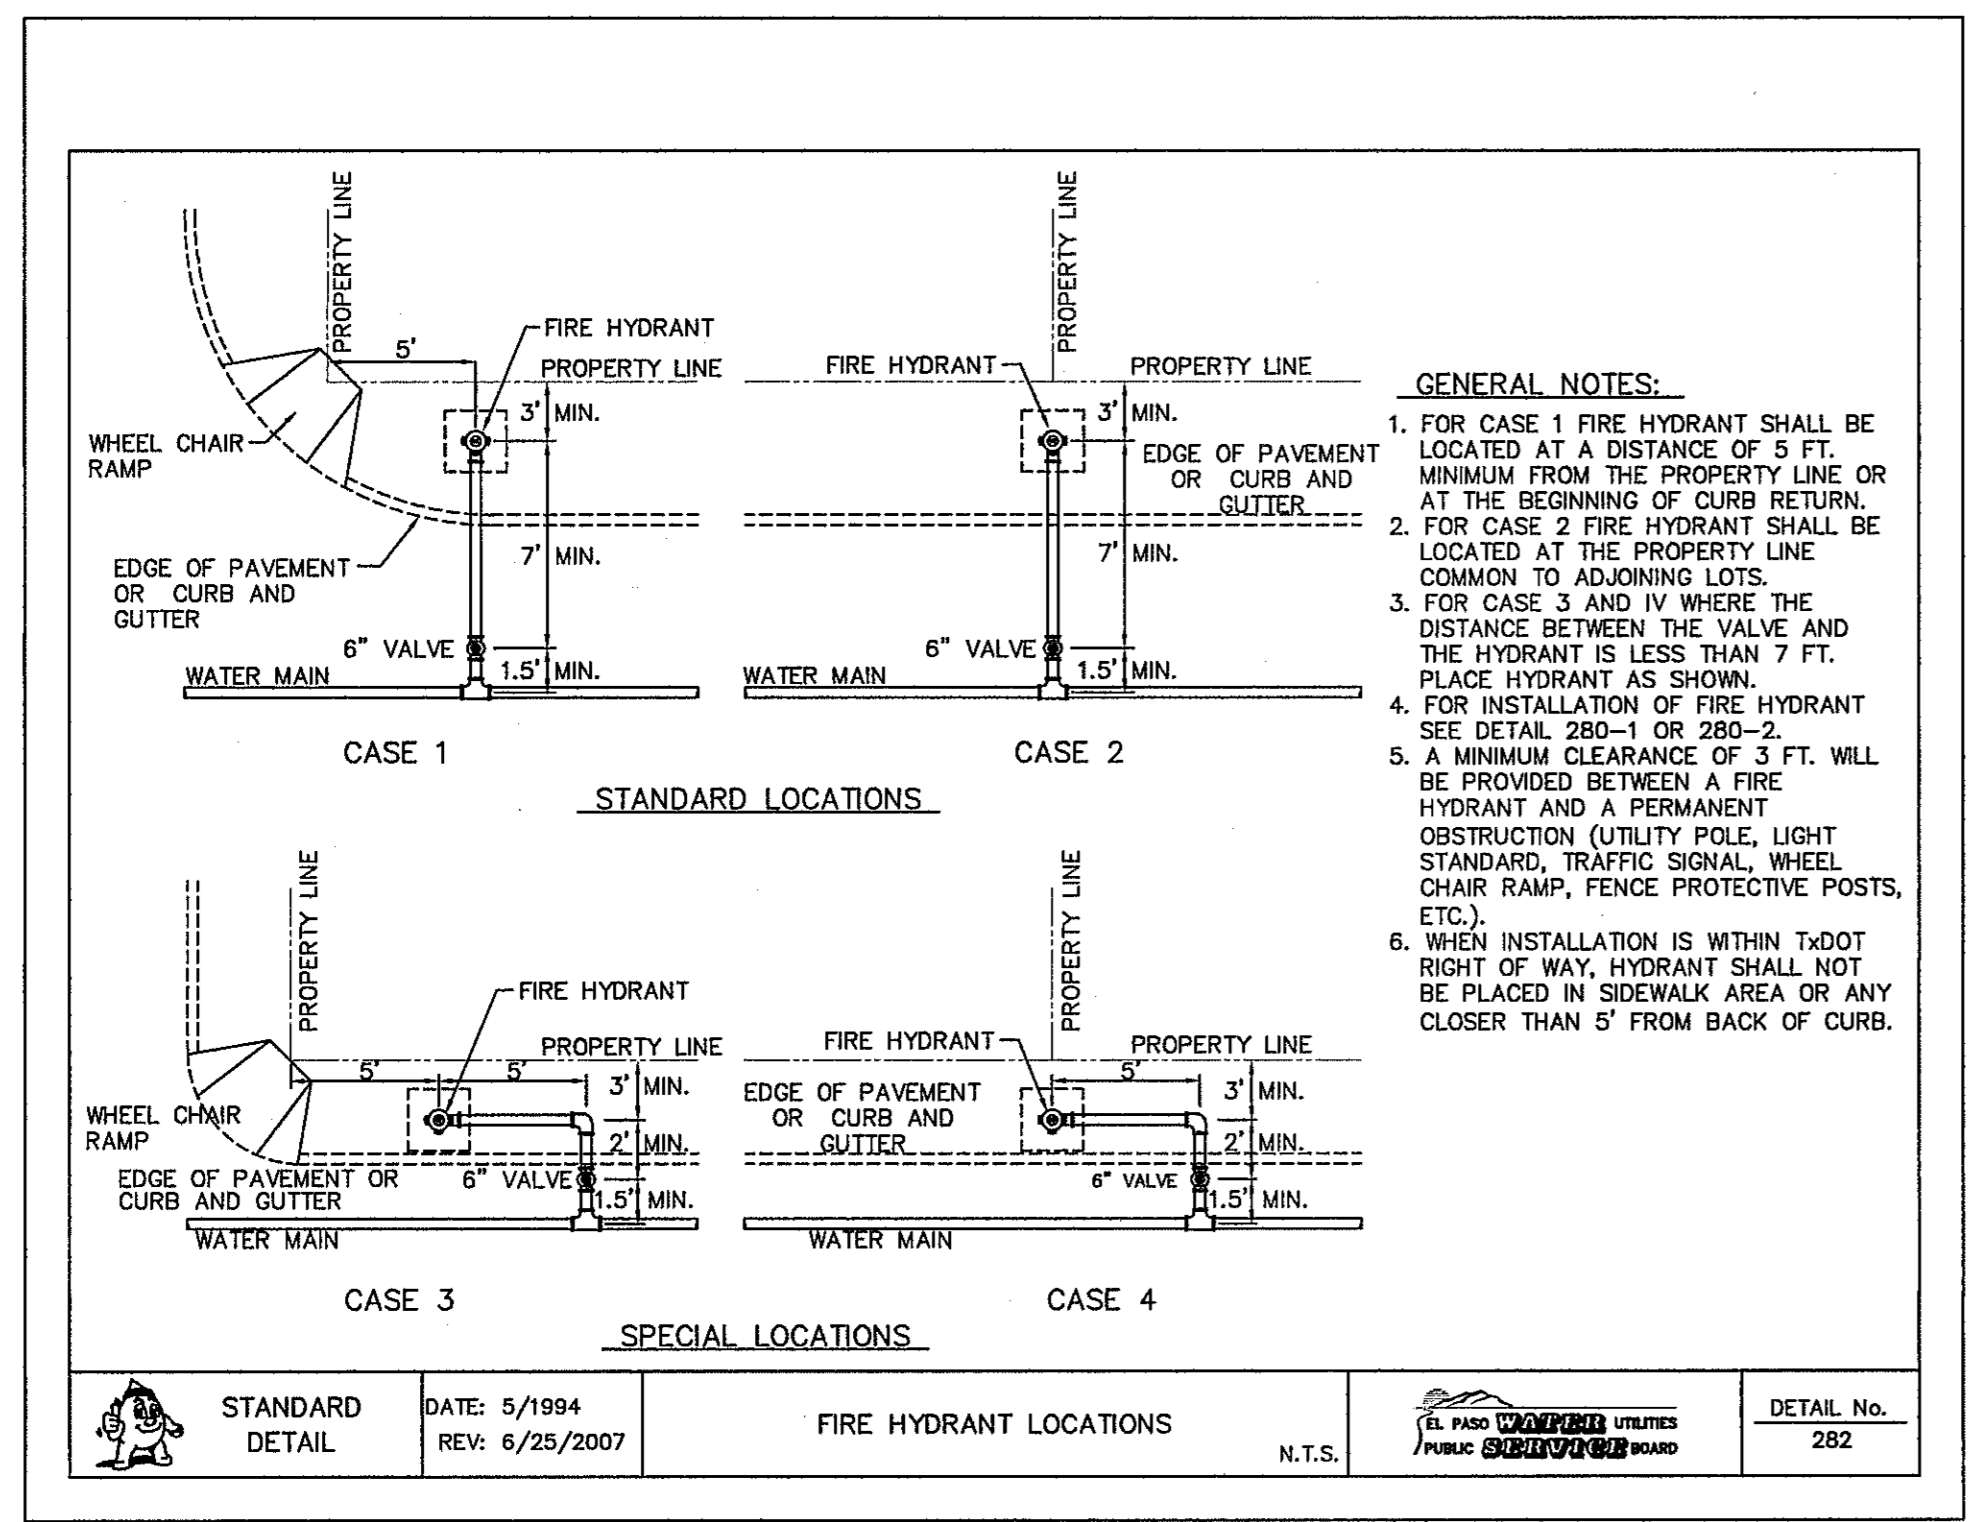 PROPERTY LINE
5'
FIRE HYDRANT
PROPERTY LINE
3' MIN.
WHEEL CHAIR
RAMP
EDGE OF PAVEMENT
OR CURB AND
GUTTER
7' MIN.
6" VALVE
1.5' MIN.
WATER MAIN
CASE 1
PROPERTY LINE
FIRE HYDRANT
PROPERTY LINE
3' MIN.
EDGE OF PAVEMENT
OR CURB AND
GUTTER
7' MIN.
6" VALVE
1.5' MIN.
WATER MAIN
CASE 2
STANDARD LOCATIONS
PROPERTY LINE
FIRE HYDRANT
PROPERTY LINE
5'
5'
3' MIN.
WHEEL CHAIR
RAMP
2' MIN.
EDGE OF PAVEMENT OR
CURB AND GUTTER
6" VALVE
1.5' MIN.
WATER MAIN
CASE 3
PROPERTY LINE
FIRE HYDRANT
PROPERTY LINE
5'
3' MIN.
EDGE OF PAVEMENT
OR CURB AND
GUTTER
2' MIN.
6" VALVE
1.5' MIN.
WATER MAIN
CASE 4
SPECIAL LOCATIONS
GENERAL NOTES:
1. FOR CASE 1 FIRE HYDRANT SHALL BE
LOCATED AT A DISTANCE OF 5 FT.
MINIMUM FROM THE PROPERTY LINE OR
AT THE BEGINNING OF CURB RETURN.
2. FOR CASE 2 FIRE HYDRANT SHALL BE
LOCATED AT THE PROPERTY LINE
COMMON TO ADJOINING LOTS.
3. FOR CASE 3 AND IV WHERE THE
DISTANCE BETWEEN THE VALVE AND
THE HYDRANT IS LESS THAN 7 FT.
PLACE HYDRANT AS SHOWN.
4. FOR INSTALLATION OF FIRE HYDRANT
SEE DETAIL 280-1 OR 280-2.
5. A MINIMUM CLEARANCE OF 3 FT. WILL
BE PROVIDED BETWEEN A FIRE
HYDRANT AND A PERMANENT
OBSTRUCTION (UTILITY POLE, LIGHT
STANDARD, TRAFFIC SIGNAL, WHEEL
CHAIR RAMP, FENCE PROTECTIVE POSTS,
ETC.).
6. WHEN INSTALLATION IS WITHIN TxDOT
RIGHT OF WAY, HYDRANT SHALL NOT
BE PLACED IN SIDEWALK AREA OR ANY
CLOSER THAN 5' FROM BACK OF CURB.
STANDARD
DETAIL
DATE: 5/1994
REV: 6/25/2007
FIRE HYDRANT LOCATIONS
N.T.S.
EL PASO WATER UTILITIES
PUBLIC SERVICE BOARD
DETAIL No.
282